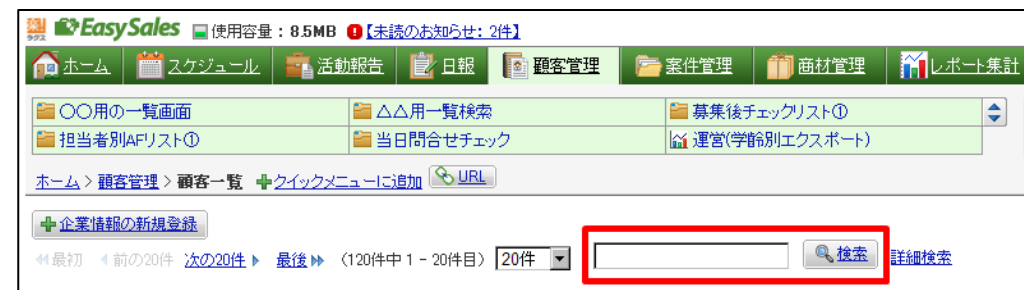 ラクス EasySales 使用容量：8.5MB 【未読のお知らせ：2件】
ホーム スケジュール 活動報告 日報 顧客管理 案件管理 商材管理 レポート集計
〇〇用の一覧画面 △△用一覧検索 募集後チェックリスト①
担当者別AFリスト① 当日問合せチェック 運営(学齢別エクスポート)
ホーム > 顧客管理 > 顧客一覧 クイックメニューに追加 URL
企業情報の新規登録
最初 前の20件 次の20件 最後 （120件中 1 - 20件目） 20件 検索 詳細検索